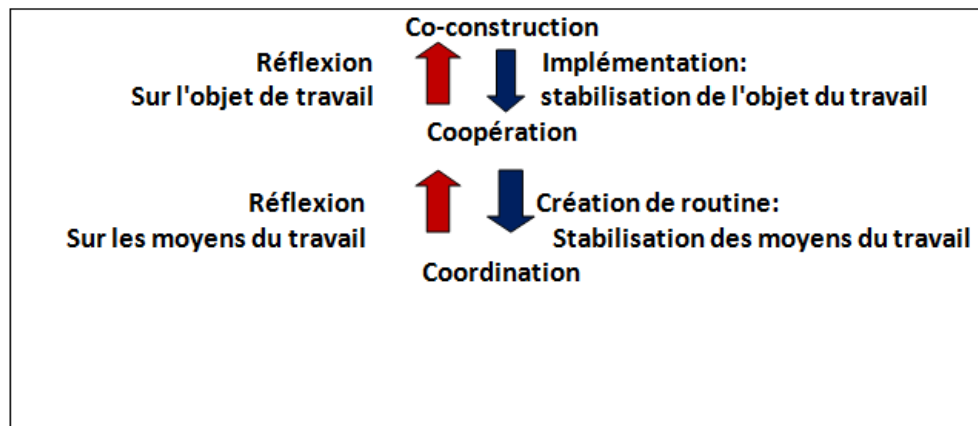 Co-construction
Réflexion
Sur l'objet de travail
Implémentation:
stabilisation de l'objet du travail
Coopération
Réflexion
Sur les moyens du travail
Création de routine:
Stabilisation des moyens du travail
Coordination